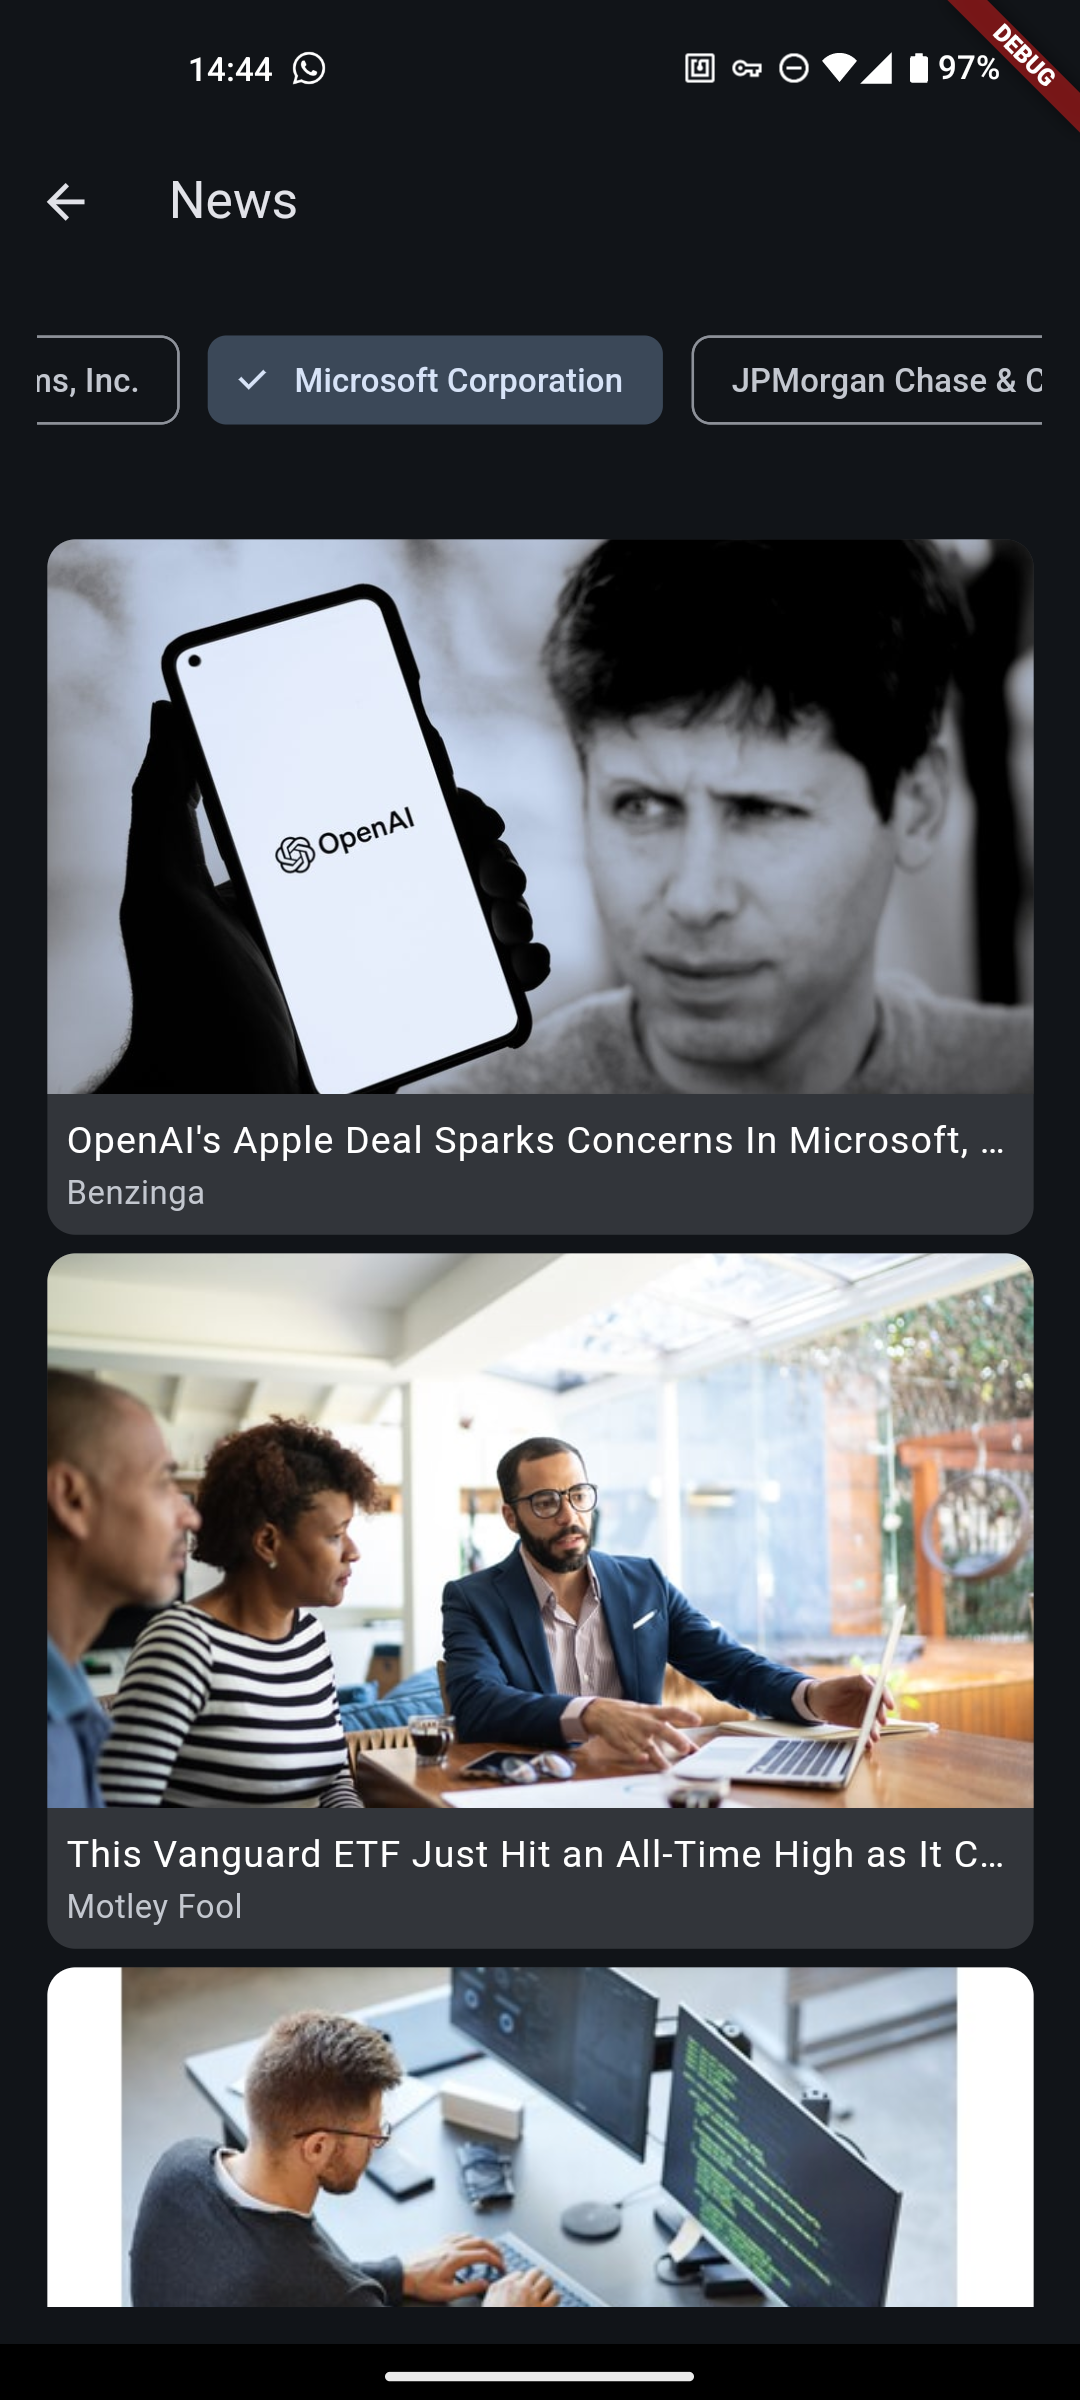 14:44
97%
DEBUG
News
ms, Inc.
Microsoft Corporation
JPMorgan Chase & C
OpenAI
OpenAI's Apple Deal Sparks Concerns In Microsoft, ...
Benzinga
This Vanguard ETF Just Hit an All-Time High as It C...
Motley Fool